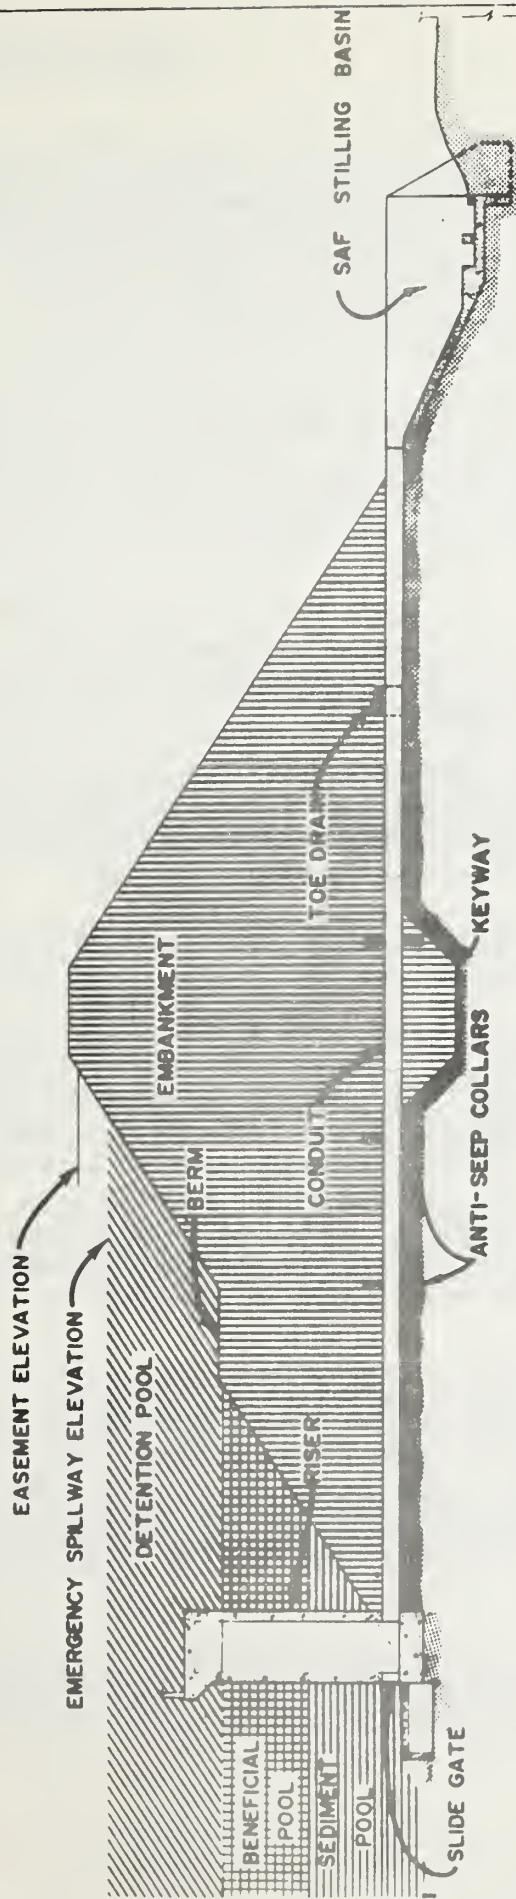 EASEMENT ELEVATION
EMERGENCY SPILLWAY ELEVATION
DETENTION POOL
BENEFICIAL
POOL
SEDIMENT
POOL
SLIDE GATE
RISER
BERM
EMBANKMENT
CONDUIT
TOE DRAIN
ANTI-SEEP COLLARS
KEYWAY
SAF STILLING BASIN